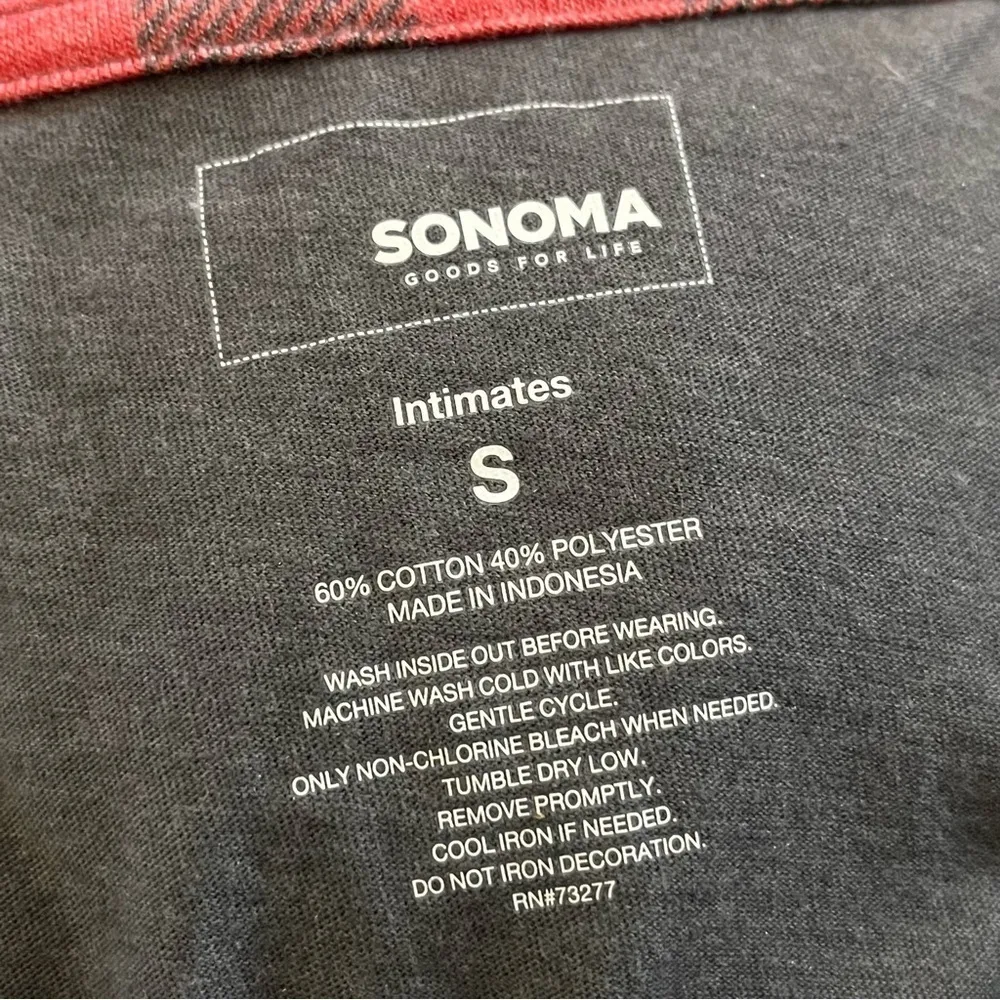 SONOMA
GOODS FOR LIFE
Intimates
S
60% COTTON 40% POLYESTER
MADE IN INDONESIA
WASH INSIDE OUT BEFORE WEARING.
MACHINE WASH COLD WITH LIKE COLORS.
GENTLE CYCLE.
ONLY NON-CHLORINE BLEACH WHEN NEEDED.
TUMBLE DRY LOW.
REMOVE PROMPTLY.
COOL IRON IF NEEDED.
DO NOT IRON DECORATION.
RN#73277